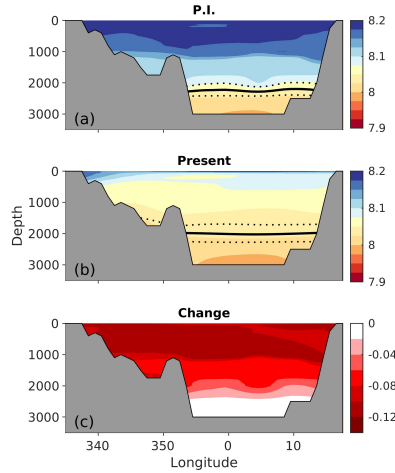 P.I.
0
1000
2000
3000
(a)
8.2
8.1
8
7.9
Present
0
1000
2000
3000
Depth
(b)
8.2
8.1
8
7.9
Change
0
1000
2000
3000
(c)
0
-0.04
-0.08
-0.12
340 350 0 10
Longitude